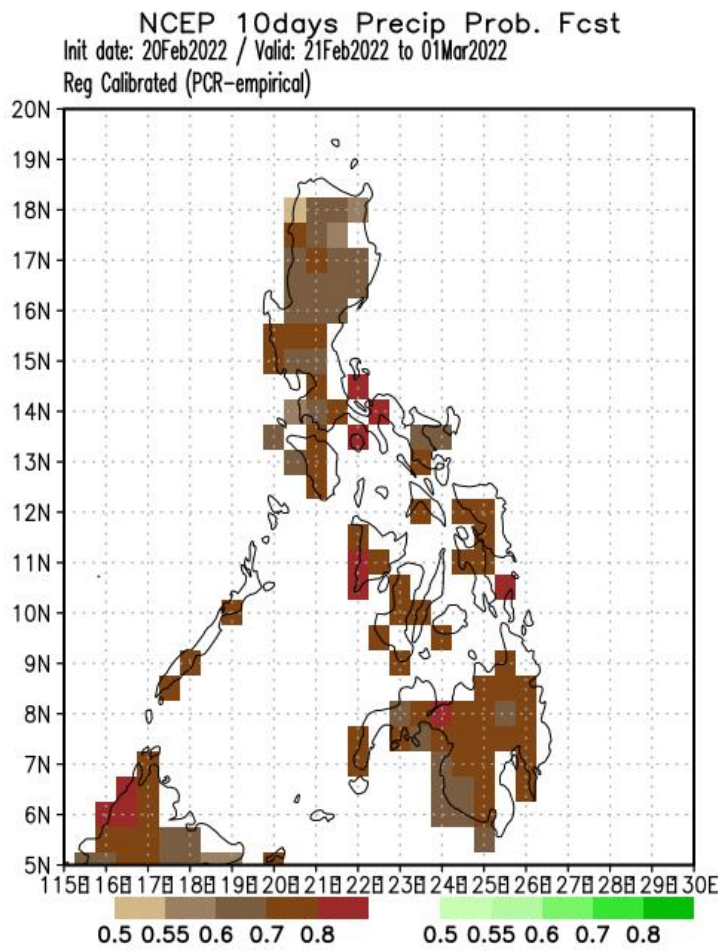 NCEP 10days Precip Prob. Fcst
Init date: 20Feb2022 / Valid: 21Feb2022 to 01Mar2022
Reg Calibrated (PCR-empirical)
20N
19N
18N
17N
16N
15N
14N
13N
12N
11N
10N
9N
8N
7N
6N
5N
115E 116E 117E 118E 119E 120E 121E 122E 123E 124E 125E 126E 127E 128E 129E 130E
0.5 0.55 0.6 0.7 0.8 0.5 0.55 0.6 0.7 0.8